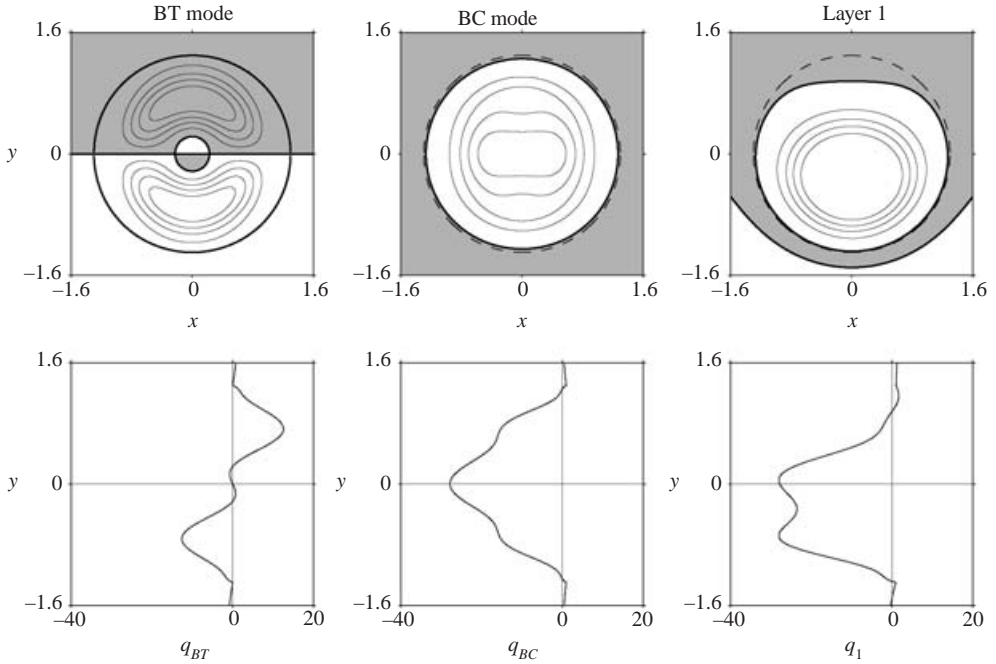 BT mode BC mode Layer 1
1.6 1.6 1.6
y 0 0 0
–1.6 –1.6 –1.6
–1.6 0 1.6 –1.6 0 1.6 –1.6 0 1.6
x x x
1.6 1.6 1.6
y 0 y 0 y 0
–1.6 –1.6 –1.6
–40 0 20 –40 0 20 –40 0 20
q_BT q_BC q_1